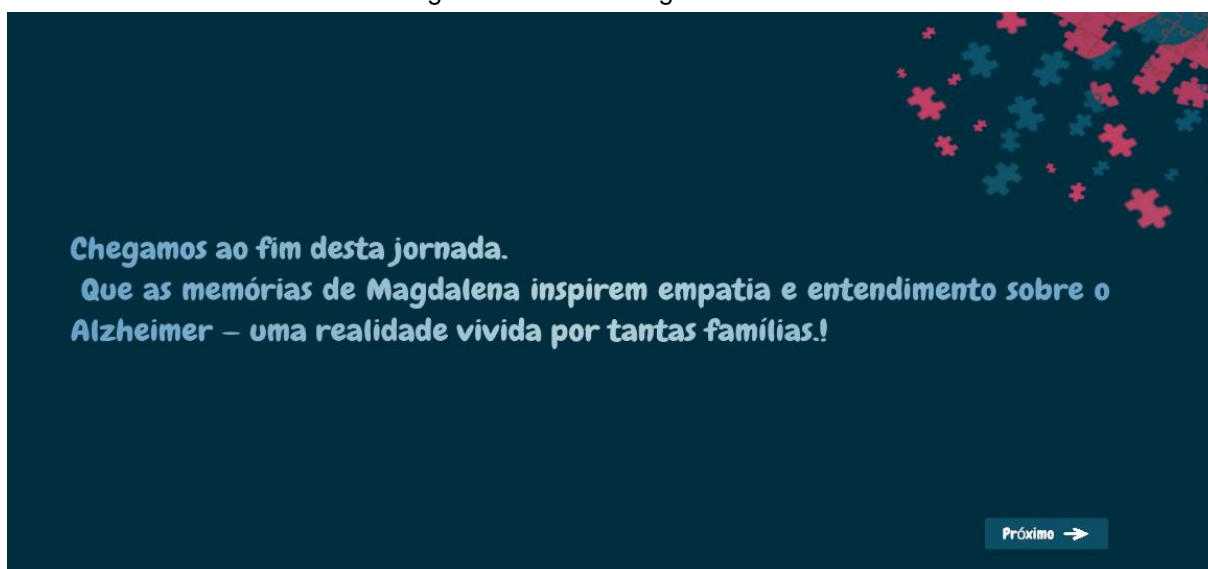 Chegamos ao fim desta jornada.
Que as memórias de Magdalena inspirem empatia e entendimento sobre o
Alzheimer – uma realidade vivida por tantas famílias.!
Próximo →